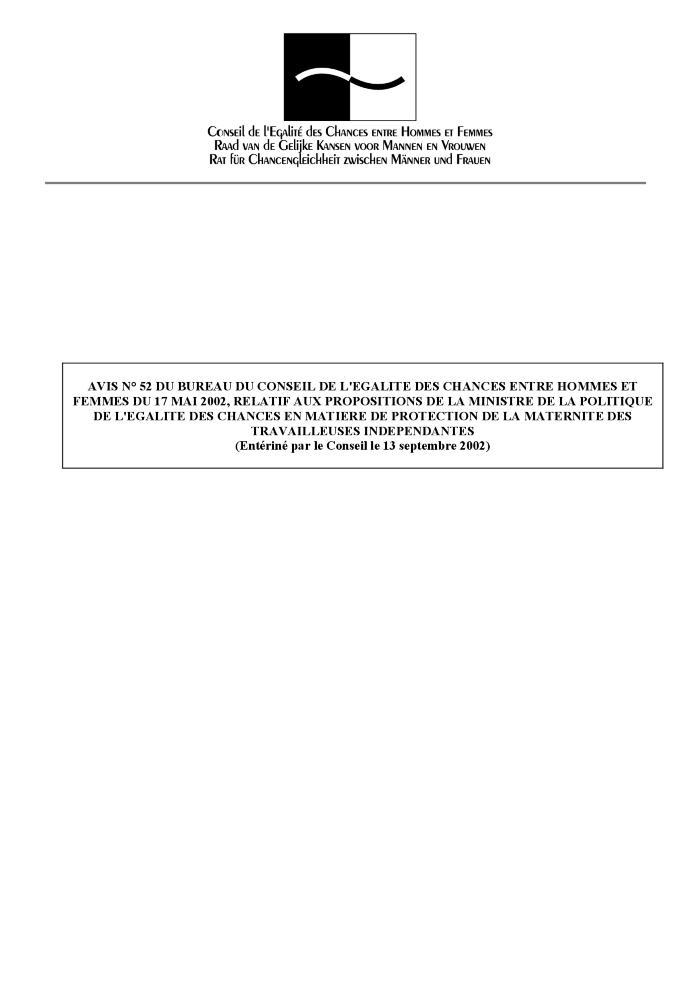 Conseil de l'Egalité des Chances entre Hommes et Femmes
Raad van de Gelijke Kansen voor Mannen en Vrouwen
Rat für Chancengleichheit zwischen Männer und Frauen
AVIS N° 52 DU BUREAU DU CONSEIL DE L'EGALITE DES CHANCES ENTRE HOMMES ET
FEMMES DU 17 MAI 2002, RELATIF AUX PROPOSITIONS DE LA MINISTRE DE LA POLITIQUE
DE L'EGALITE DES CHANCES EN MATIERE DE PROTECTION DE LA MATERNITE DES
TRAVAILLEUSES INDEPENDANTES
(Entériné par le Conseil le 13 septembre 2002)